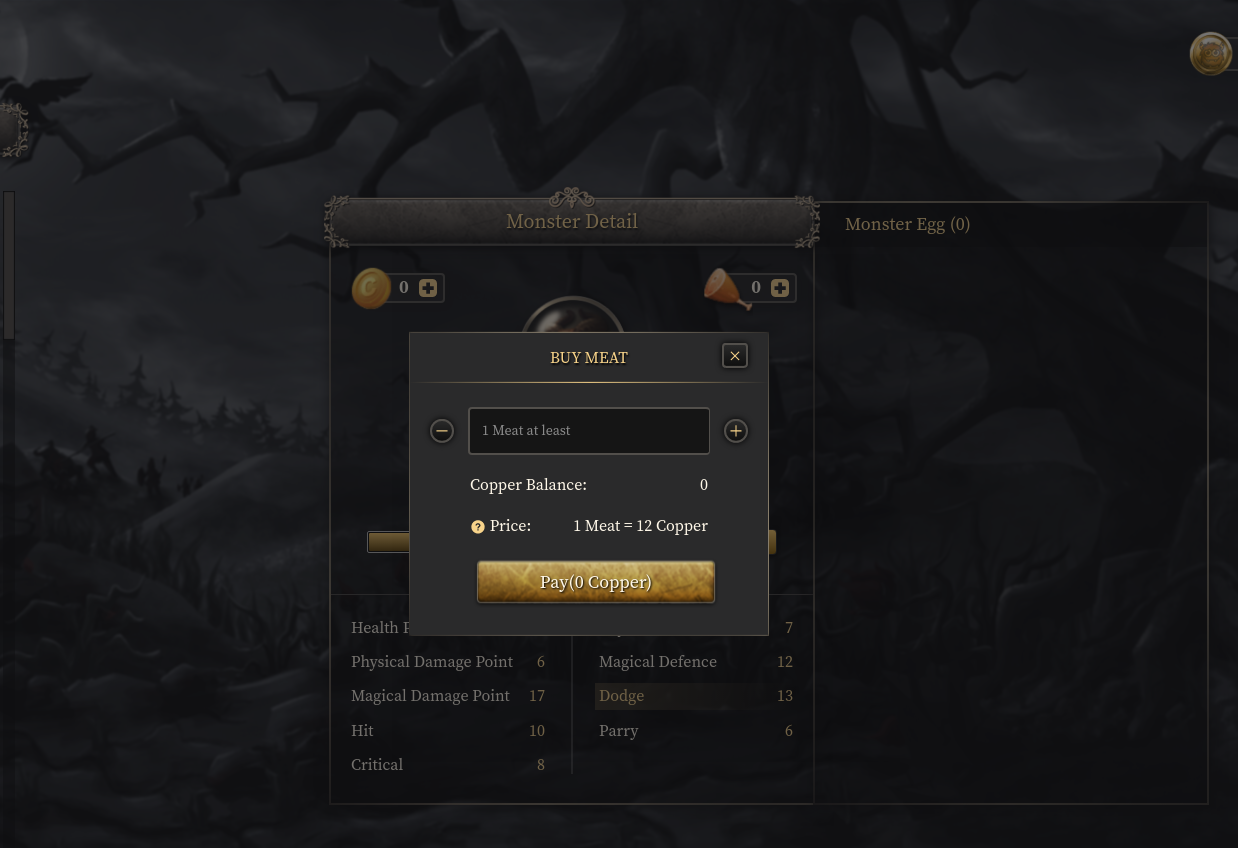 Monster Detail
Monster Egg (0)
0
0
BUY MEAT
1 Meat at least
Copper Balance: 0
Price: 1 Meat = 12 Copper
Pay(0 Copper)
Health
7
Physical Damage Point 6
Magical Defence 12
Magical Damage Point 17
Dodge 13
Hit 10
Parry 6
Critical 8